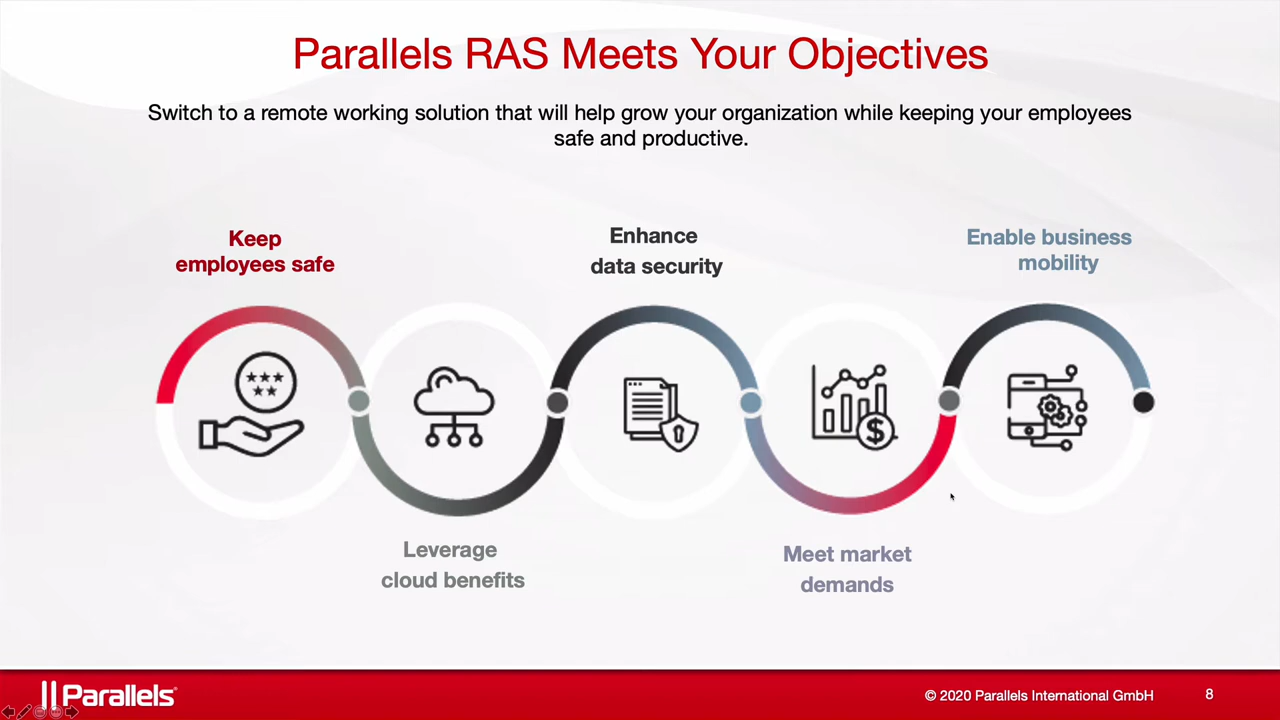 Parallels RAS Meets Your Objectives
Switch to a remote working solution that will help grow your organization while keeping your employees
safe and productive.
Keep
employees safe
Enhance
data security
Enable business
mobility
$
Leverage
cloud benefits
Meet market
demands
Parallels®
© 2020 Parallels International GmbH
8